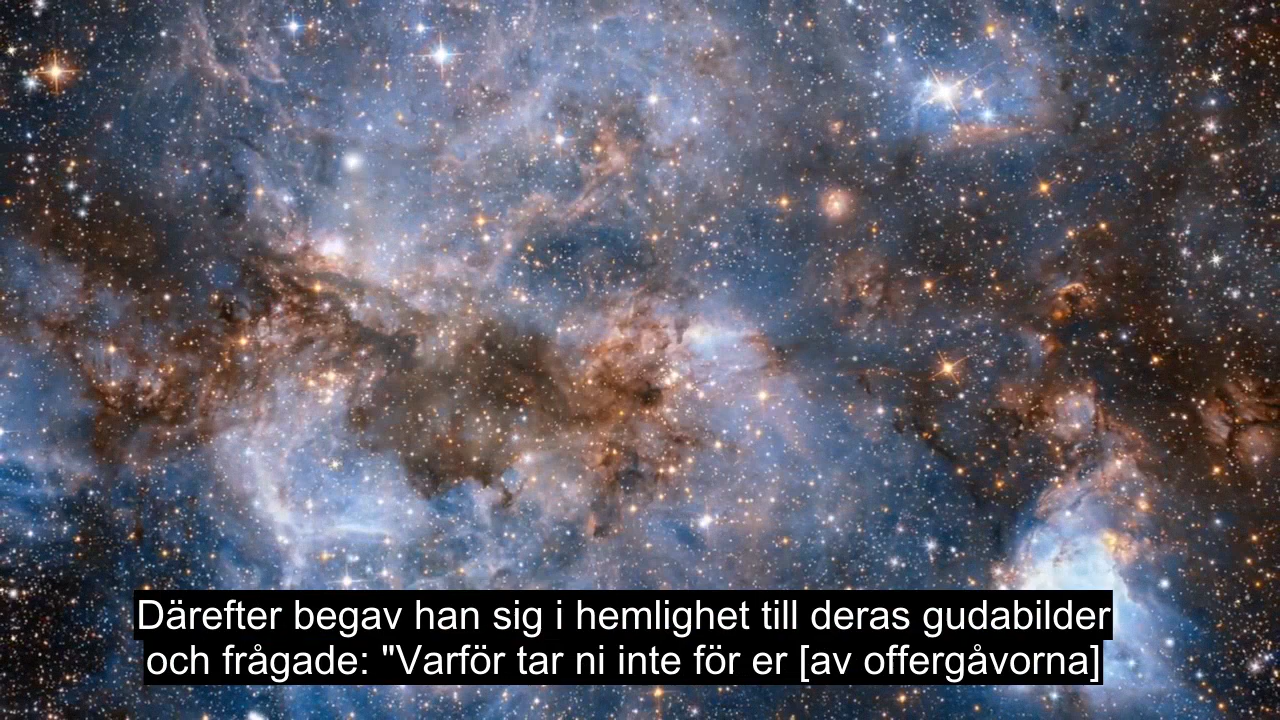 Därefter begav han sig i hemlighet till deras gudabilder
och frågade: "Varför tar ni inte för er [av offergåvorna]